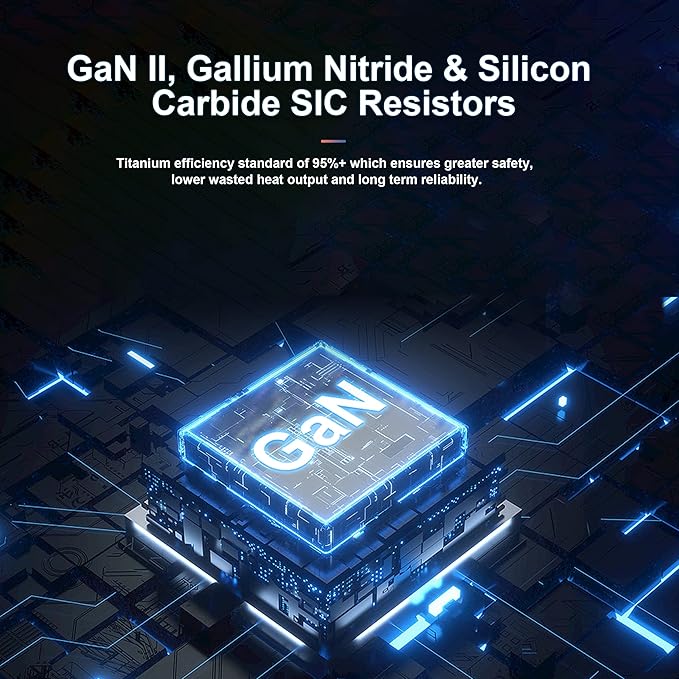 GaN II, Gallium Nitride & Silicon
Carbide SIC Resistors
Titanium efficiency standard of 95%+ which ensures greater safety,
lower wasted heat output and long term reliability.
GaN